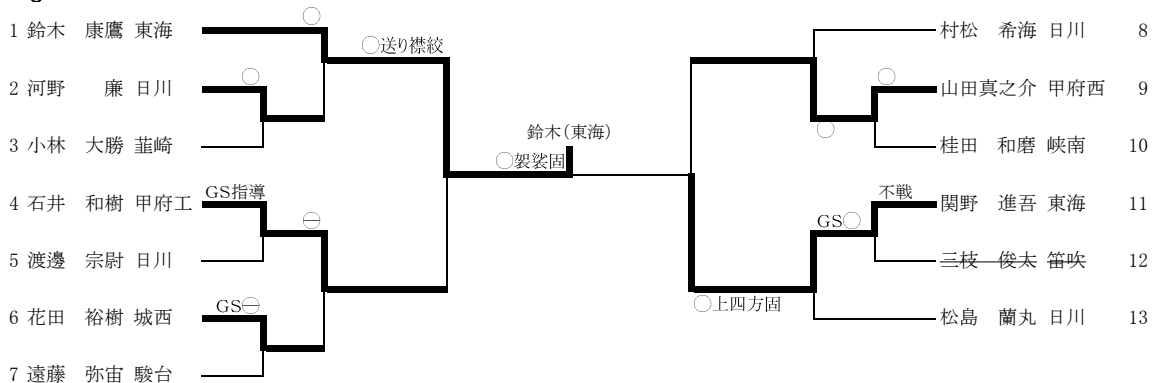 1 鈴木 康鷹 東海
2 河野 廉 日川
3 小林 大勝 韮崎
4 石井 和樹 甲府工
5 渡邊 宗尉 日川
6 花田 裕樹 城西
7 遠藤 弥宙 駿台
○
○
GS指導
GS㊀
㊀
○送り襟絞
鈴木(東海)
○袈裟固
○上四方固
○
○
GS○
不戦
村松 希海 日川 8
山田真之介 甲府西 9
桂田 和磨 峡南 10
関野 進吾 東海 11
三枝 俊太 笛吹 12
松島 蘭丸 日川 13